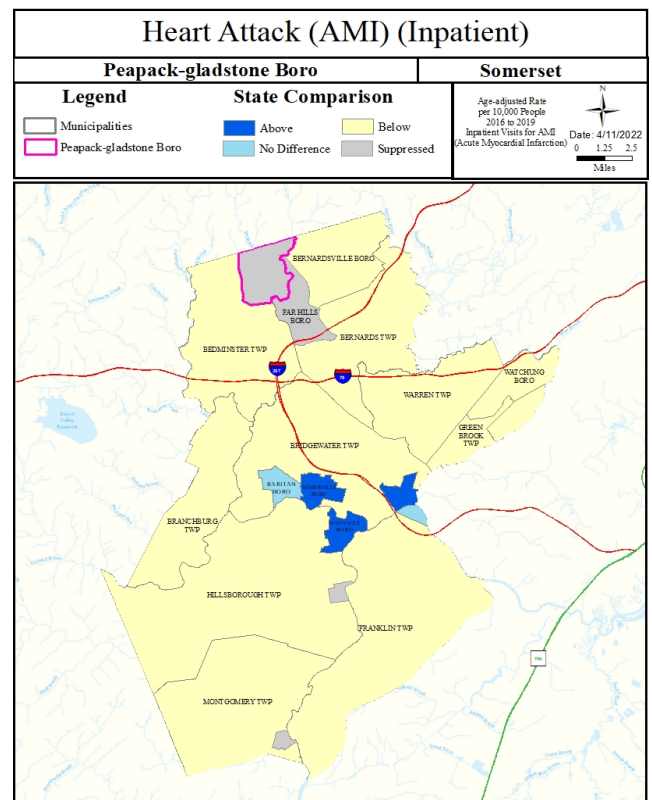 Heart Attack (AMI) (Inpatient)
Peapack-gladstone Boro
Somerset
Legend
Municipalities
Peapack-gladstone Boro
State Comparison
Above
Below
No Difference
Suppressed
Age-adjusted Rate
per 10,000 People
2016 to 2019
Inpatient Visits for AMI
(Acute Myocardial Infarction)
N
Date: 4/11/2022
0 1.25 2.5
Miles
BERNARDSVILLE BORO
FAR HILLS
BORO
BERNARDS TWP
BEDMINSTER TWP
287
78
WATCHUNG
BORO
WARREN TWP
GREEN
BROOK
TWP
BRIDGEWATER TWP
RARITAN
BORO
SOMERVILLE
BORO
MANVILLE
BORO
BRANCHBURG
TWP
HILLSBOROUGH TWP
FRANKLIN TWP
MONTGOMERY TWP